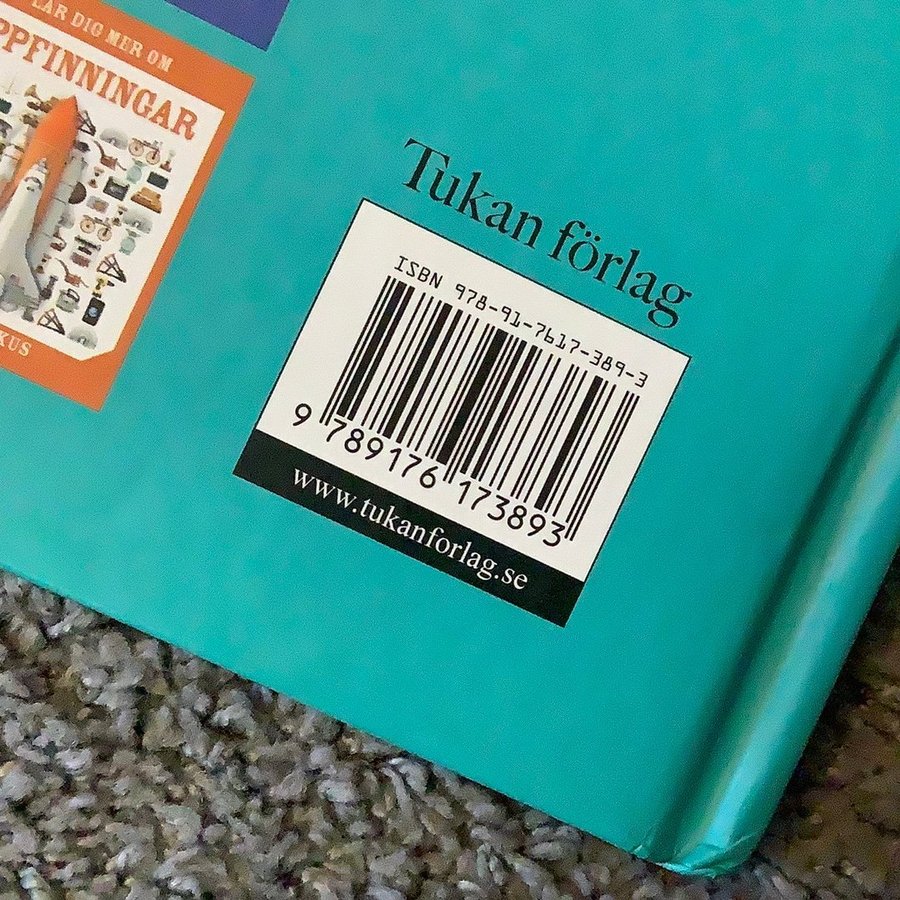 LÄR DIG MER OM
PPFINNINGAR
KUS
Tukan förlag
ISBN 978-91-7617-389-3
9 789176 173893
www.tukanforlag.se